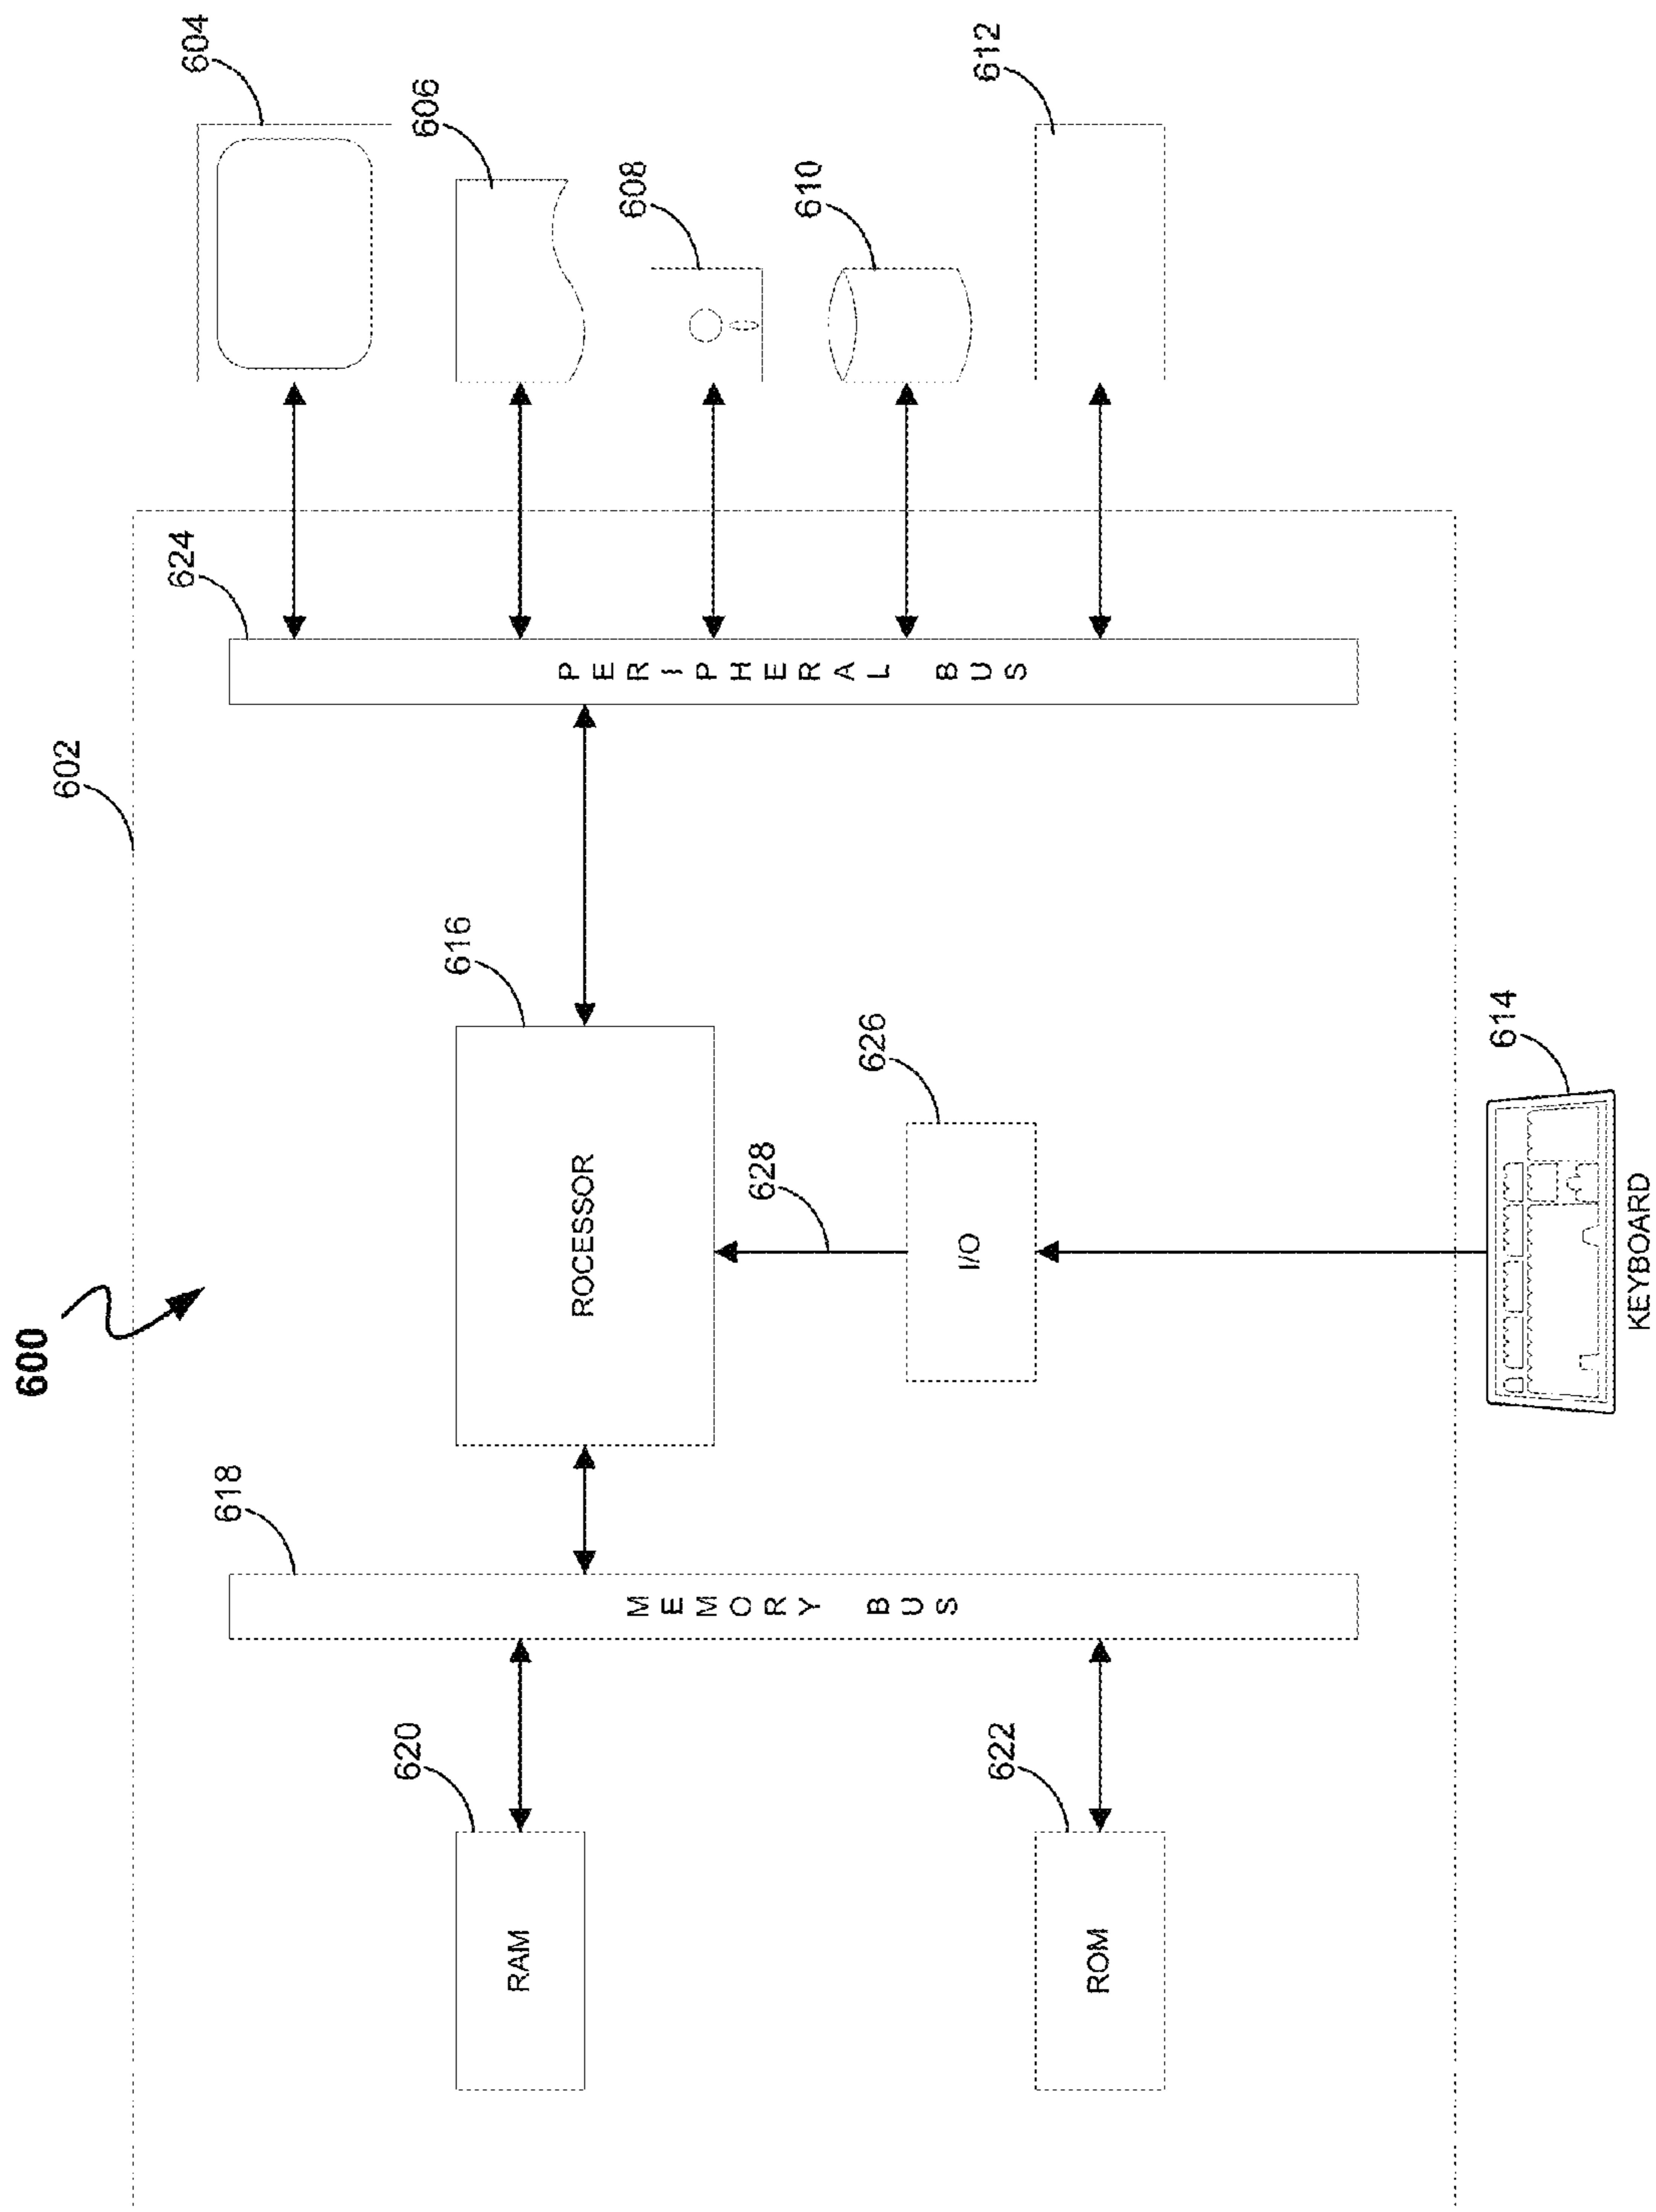 600
602
604
606
608
610
612
624
PERIPHERAL BUS
616
ROCESSOR
628
626
I/O
618
MEMORY BUS
620
RAM
622
ROM
614
KEYBOARD